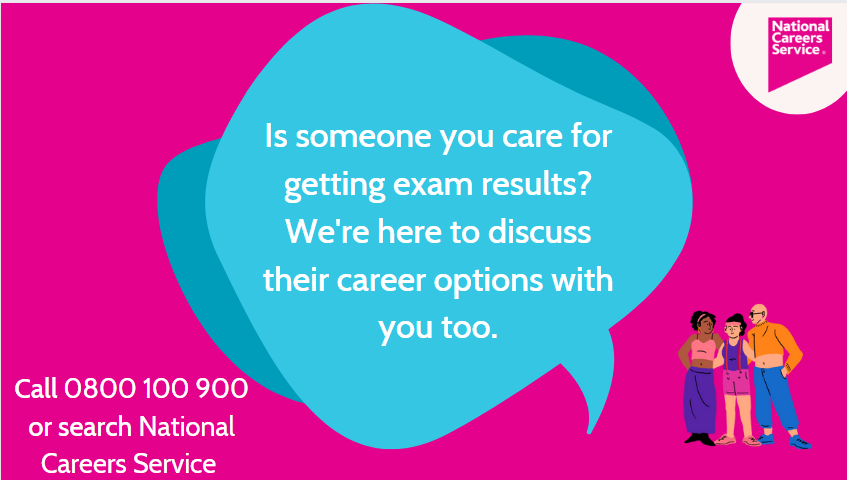 National
Careers
Service
Is someone you care for
getting exam results?
We're here to discuss
their career options with
you too.
Call 0800 100 900
or search National
Careers Service